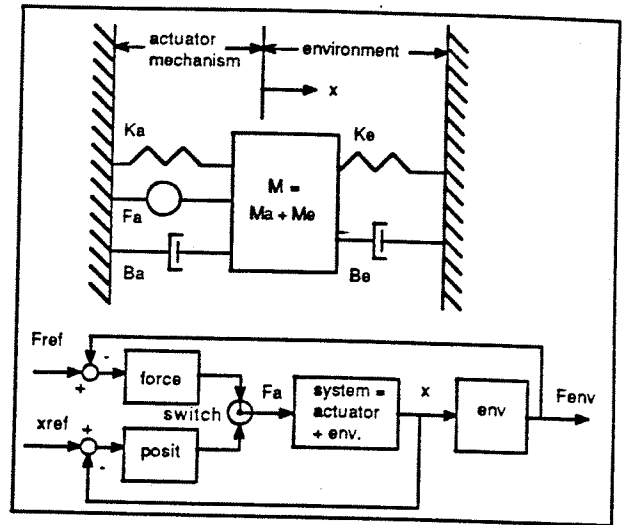 actuator
mechanism
environment
x
Ka
Ke
M =
Ma + Me
Fa
Ba
Be
Fref
-
+
force
Fa
system =
actuator
+ env.
x
env
Fenv
switch
xref
+
-
posit